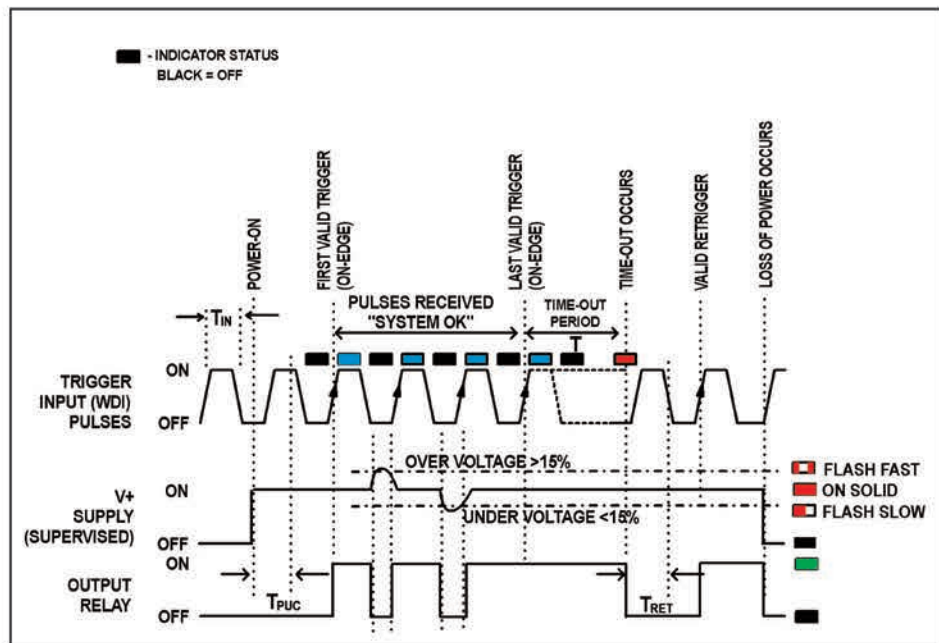 - INDICATOR STATUS
BLACK = OFF
POWER-ON
FIRST VALID TRIGGER
(ON-EDGE)
LAST VALID TRIGGER
(ON-EDGE)
TIME-OUT OCCURS
VALID RETRIGGER
LOSS OF POWER OCCURS
TIN
PULSES RECEIVED
"SYSTEM OK"
TIME-OUT
PERIOD
T
TRIGGER
INPUT (WDI)
PULSES
ON
OFF
OVER VOLTAGE >15%
UNDER VOLTAGE <15%
V+
SUPPLY
(SUPERVISED)
ON
OFF
FLASH FAST
ON SOLID
FLASH SLOW
OUTPUT
RELAY
ON
OFF
TPUC
TRET